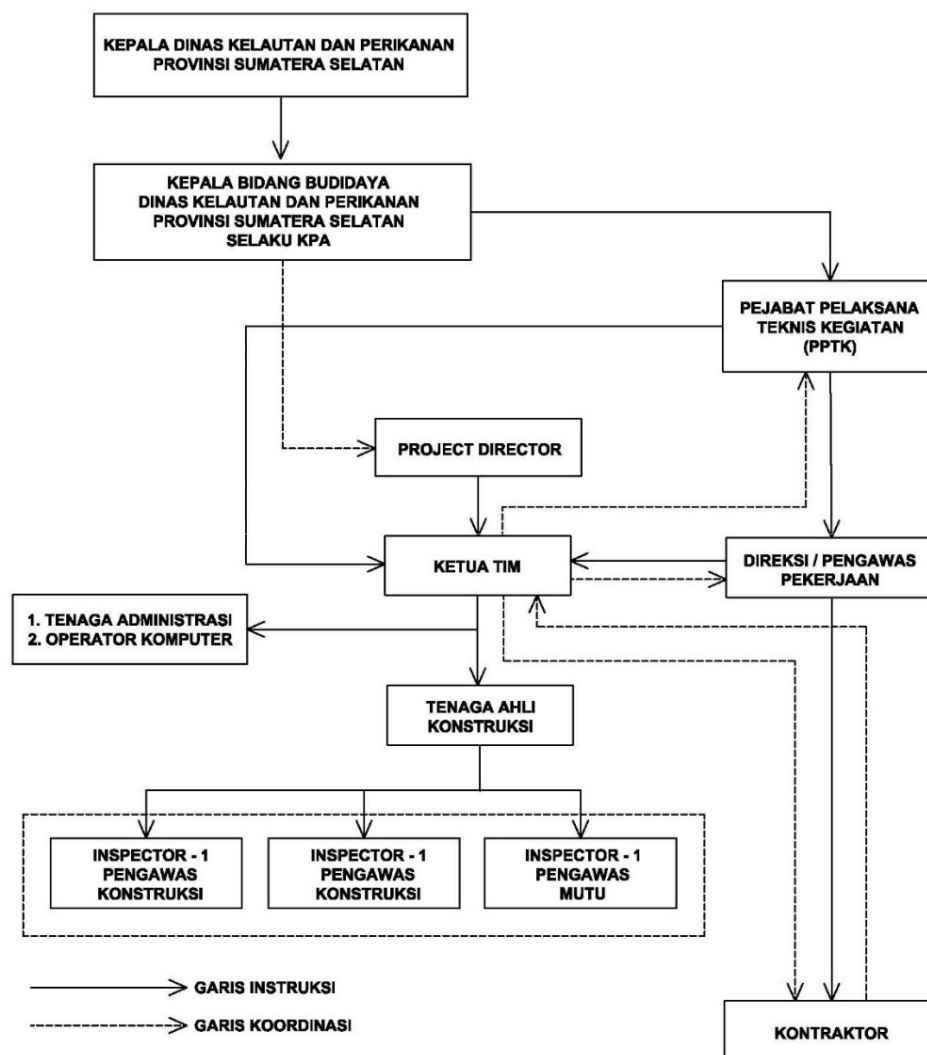 KEPALA DINAS KELAUTAN DAN PERIKANAN
PROVINSI SUMATERA SELATAN
KEPALA BIDANG BUDIDAYA
DINAS KELAUTAN DAN PERIKANAN
PROVINSI SUMATERA SELATAN
SELAKU KPA
PEJABAT PELAKSANA
TEKNIS KEGIATAN
(PPTK)
PROJECT DIRECTOR
KETUA TIM
DIREKSI / PENGAWAS
PEKERJAAN
1. TENAGA ADMINISTRASI
2. OPERATOR KOMPUTER
TENAGA AHLI
KONSTRUKSI
INSPECTOR - 1
PENGAWAS
KONSTRUKSI
INSPECTOR - 1
PENGAWAS
KONSTRUKSI
INSPECTOR - 1
PENGAWAS
MUTU
GARIS INSTRUKSI
GARIS KOORDINASI
KONTRAKTOR